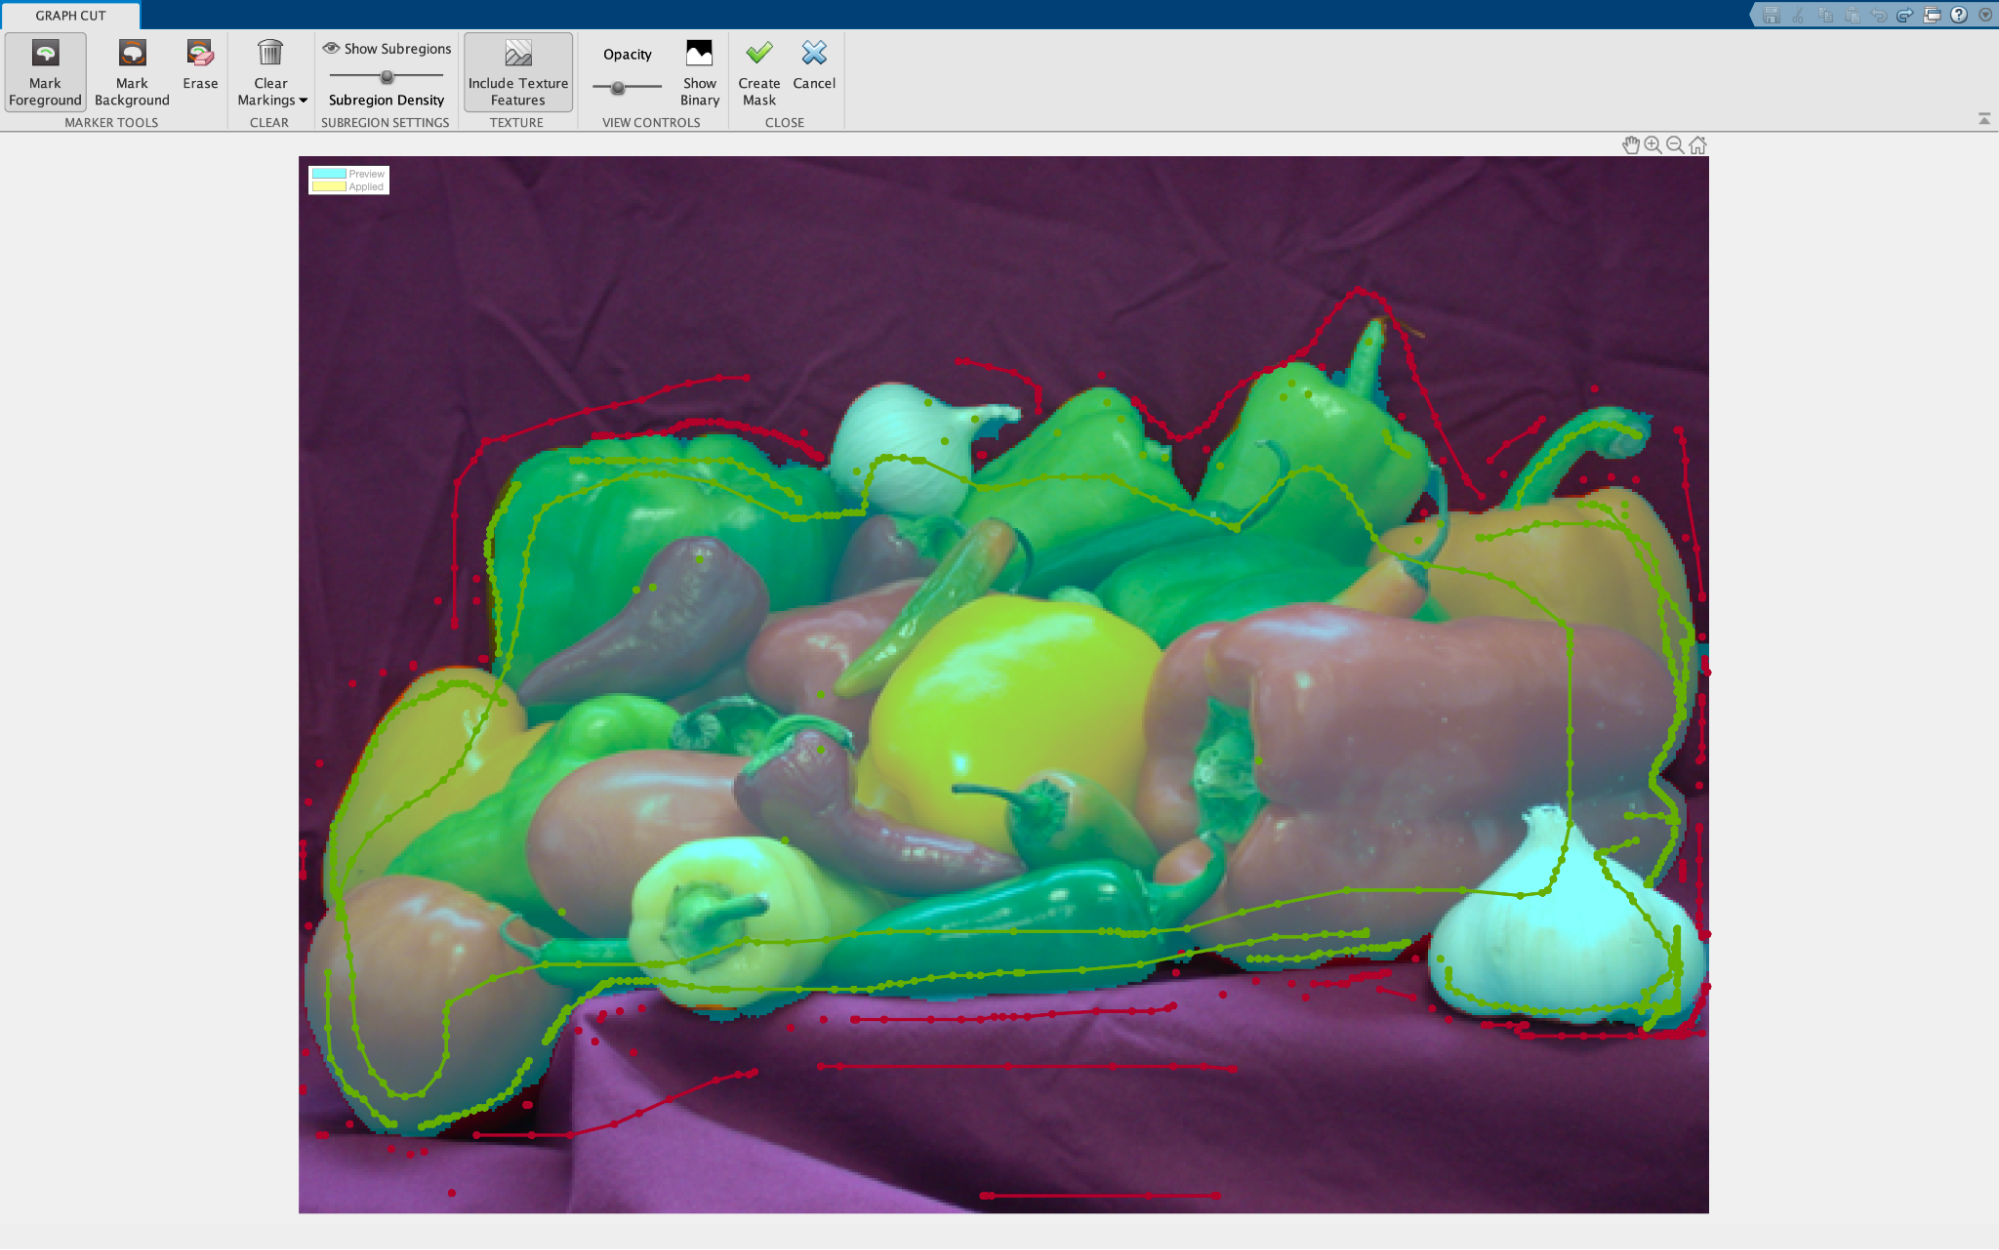 GRAPH CUT
Show Subregions
Opacity
Mark Foreground
Mark Background
Erase
Clear Markings
Subregion Density
Include Texture Features
Show Binary
Create Mask
Cancel
MARKER TOOLS
CLEAR
SUBREGION SETTINGS
TEXTURE
VIEW CONTROLS
CLOSE
Preview
Applied